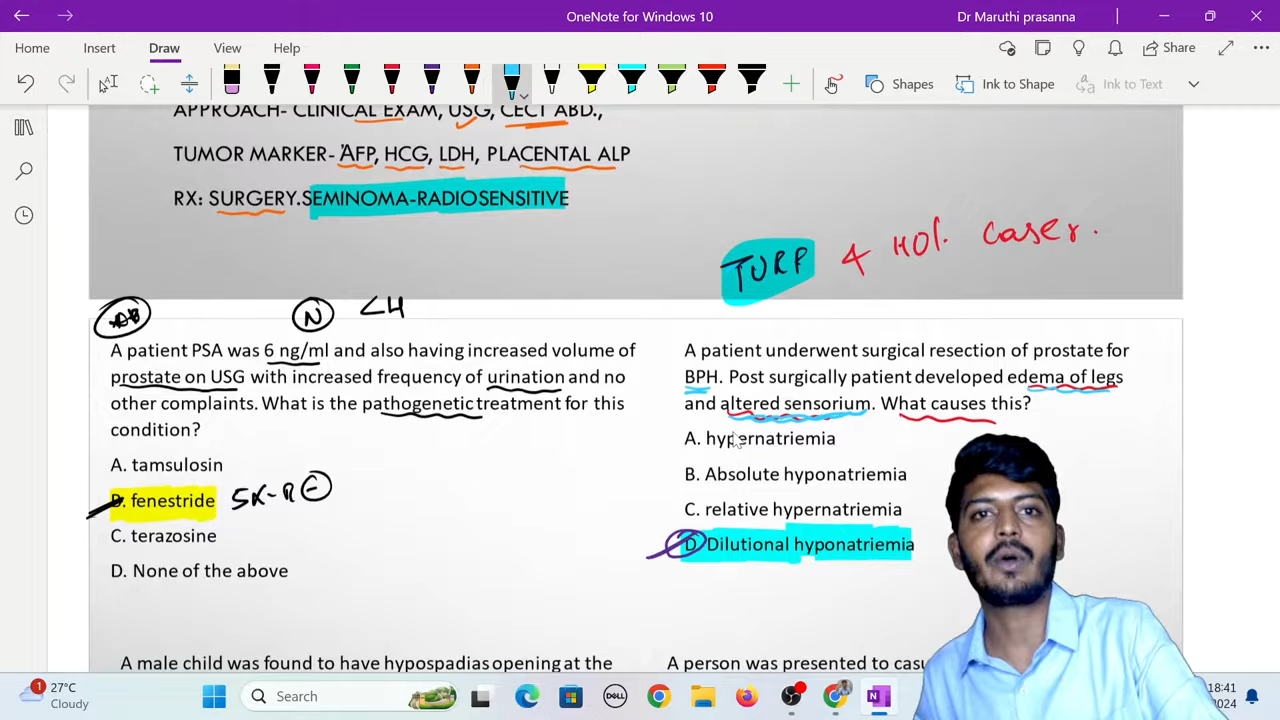 OneNote for Windows 10
Dr Maruthi prasanna
Home
Insert
Draw
View
Help
Share
Shapes
Ink to Shape
Ink to Text
APPROACH- CLINICAL EXAM, USG, CECT ABD.,
TUMOR MARKER- AFP, HCG, LDH, PLACENTAL ALP
RX: SURGERY.SEMINOMA-RADIOSENSITIVE
TURP
N <4
A patient PSA was 6 ng/ml and also having increased volume of
prostate on USG with increased frequency of urination and no
other complaints. What is the pathogenetic treatment for this
condition?
A. tamsulosin
B. fenestride 5α-R
C. terazosine
D. None of the above
A patient underwent surgical resection of prostate for
BPH. Post surgically patient developed edema of legs
and altered sensorium. What causes this?
A. hypernatriemia
B. Absolute hyponatriemia
C. relative hypernatriemia
D. Dilutional hyponatriemia
A male child was found to have hypospadias opening at the
A person was presented to
27°C
Cloudy
1
Search
DELL
18:41
2024